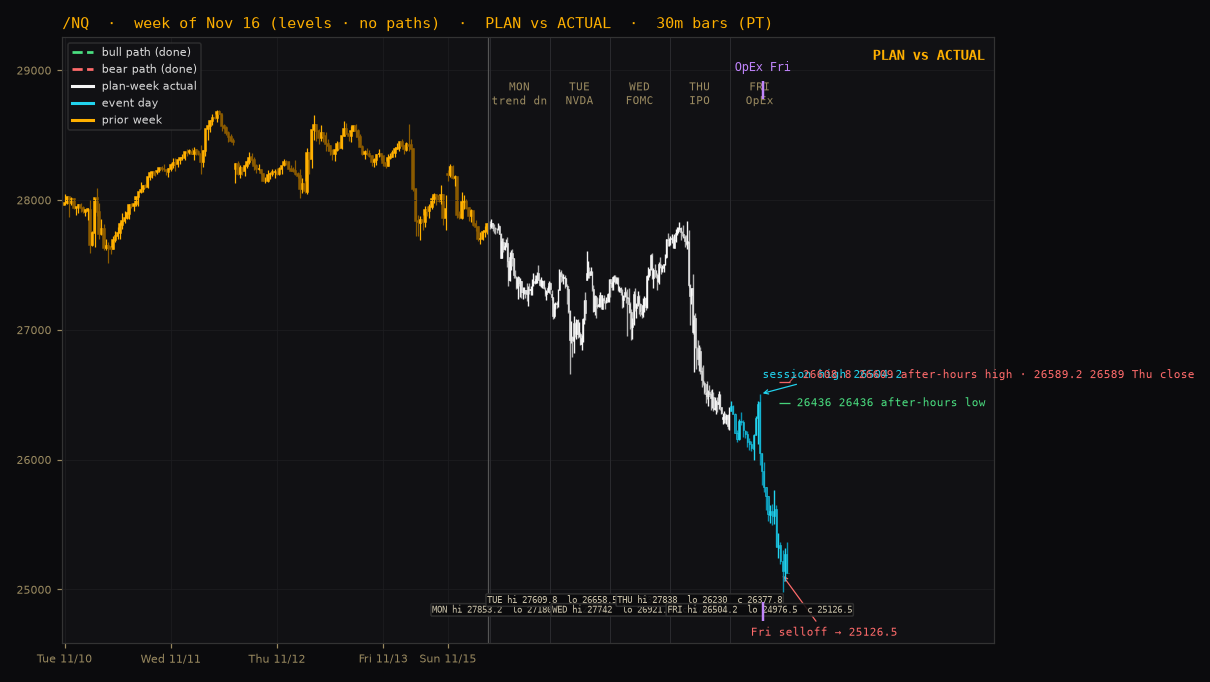 /NQ · week of Nov 16 (levels · no paths) · PLAN vs ACTUAL · 30m bars (PT)
PLAN vs ACTUAL
bull path (done)
bear path (done)
plan-week actual
event day
prior week
OpEx Fri
MON
trend dn
TUE
NVDA
WED
FOMC
THU
IPO
FRI
OpEx
29000
28000
27000
26000
25000
session high 26504.2
after-hours high · 26589.2 26589 Thu close
26436 26436 after-hours low
TUE hi 27609.8 lo 26658.5
THU hi 27838 lo 26230 c 26377.8
MON hi 27853.2 lo
WED hi 27742 lo 26921
FRI hi 26504.2 lo 24976.5 c 25126.5
Fri selloff → 25126.5
Tue 11/10
Wed 11/11
Thu 11/12
Fri 11/13
Sun 11/15